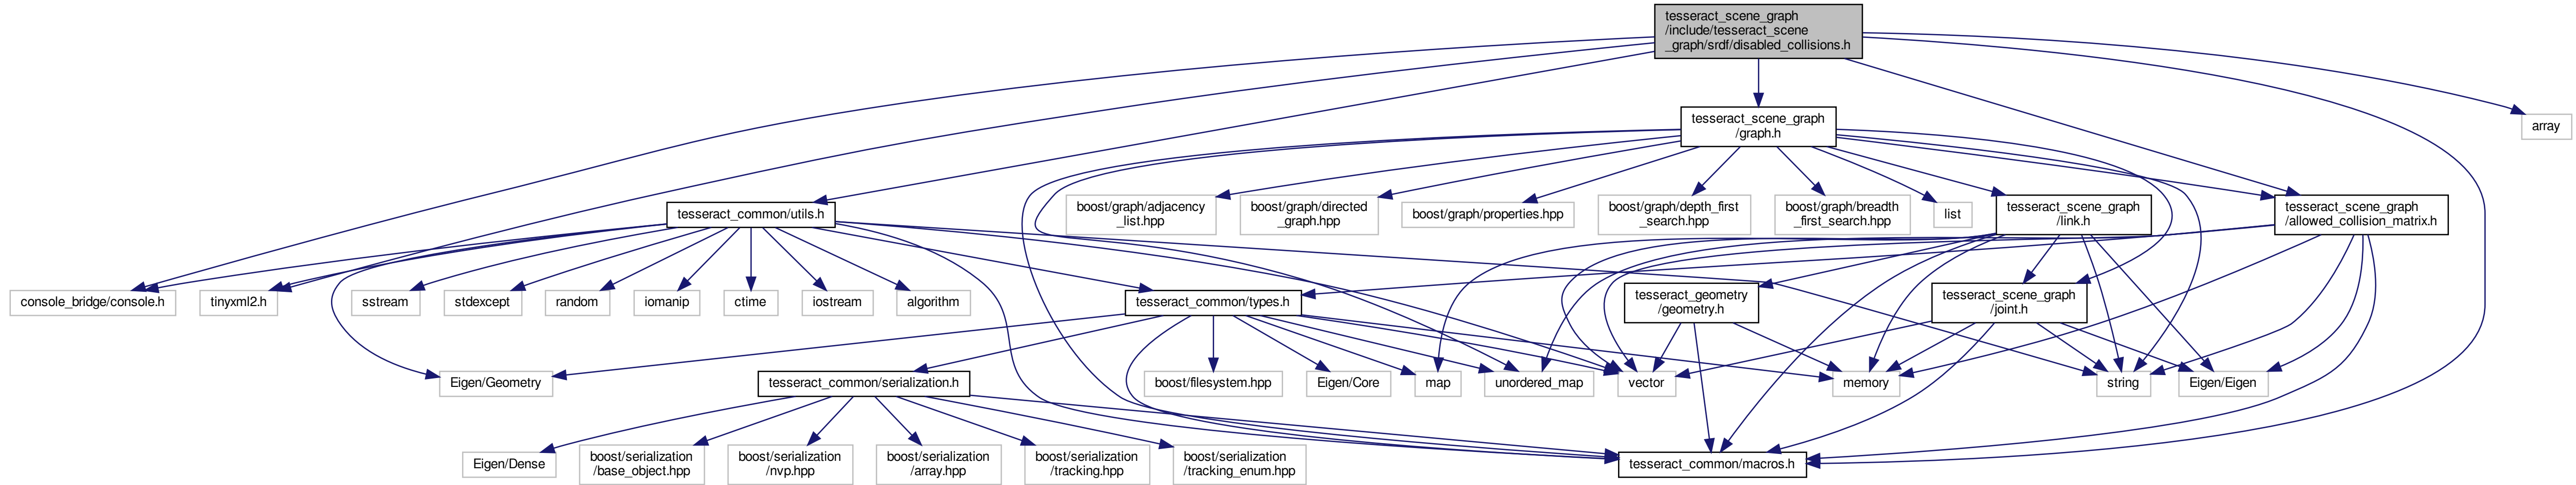 tesseract_scene_graph
/include/tesseract_scene
_graph/srdf/disabled_collisions.h
tesseract_scene_graph
/graph.h
array
tesseract_common/utils.h
boost/graph/adjacency
_list.hpp
boost/graph/directed
_graph.hpp
boost/graph/properties.hpp
boost/graph/depth_first
_search.hpp
boost/graph/breadth
_first_search.hpp
list
tesseract_scene_graph
/link.h
tesseract_scene_graph
/allowed_collision_matrix.h
console_bridge/console.h
tinyxml2.h
sstream
stdexcept
random
iomanip
ctime
iostream
algorithm
tesseract_common/types.h
tesseract_geometry
/geometry.h
tesseract_scene_graph
/joint.h
Eigen/Geometry
tesseract_common/serialization.h
boost/filesystem.hpp
Eigen/Core
map
unordered_map
vector
memory
string
Eigen/Eigen
Eigen/Dense
boost/serialization
/base_object.hpp
boost/serialization
/nvp.hpp
boost/serialization
/array.hpp
boost/serialization
/tracking.hpp
boost/serialization
/tracking_enum.hpp
tesseract_common/macros.h